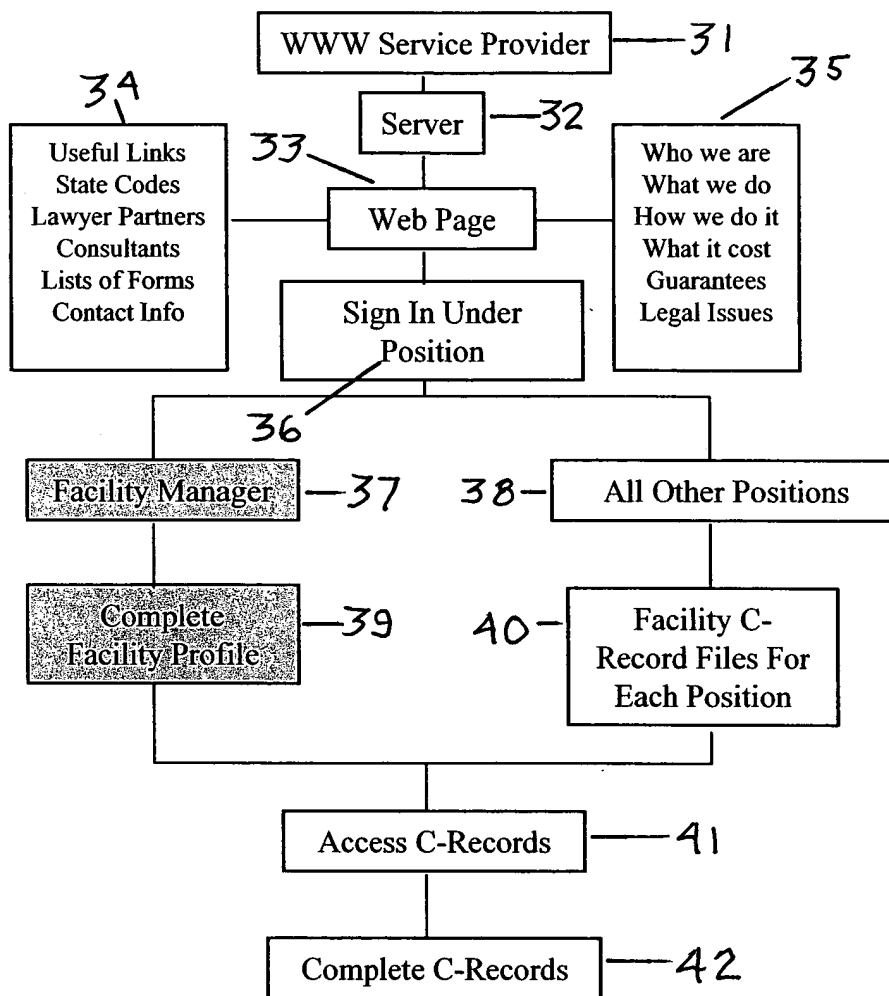 WWW Service Provider
31
35
34
Server
32
33
Useful Links
State Codes
Lawyer Partners
Consultants
Lists of Forms
Contact Info
Web Page
Who we are
What we do
How we do it
What it cost
Guarantees
Legal Issues
Sign In Under
Position
36
Facility Manager
37
38
All Other Positions
Complete
Facility Profile
39
40
Facility C-
Record Files For
Each Position
Access C-Records
41
Complete C-Records
42